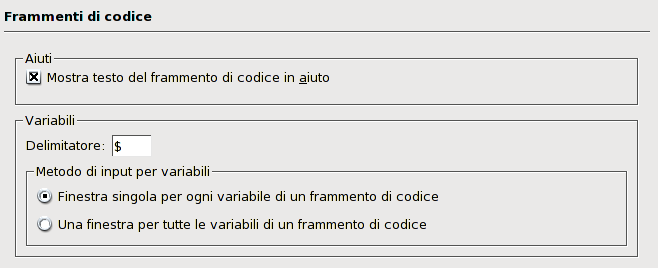 Frammenti di codice
Aiuti
Mostra testo del frammento di codice in aiuto
Variabili
Delimitatore: $
Metodo di input per variabili
Finestra singola per ogni variabile di un frammento di codice
Una finestra per tutte le variabili di un frammento di codice